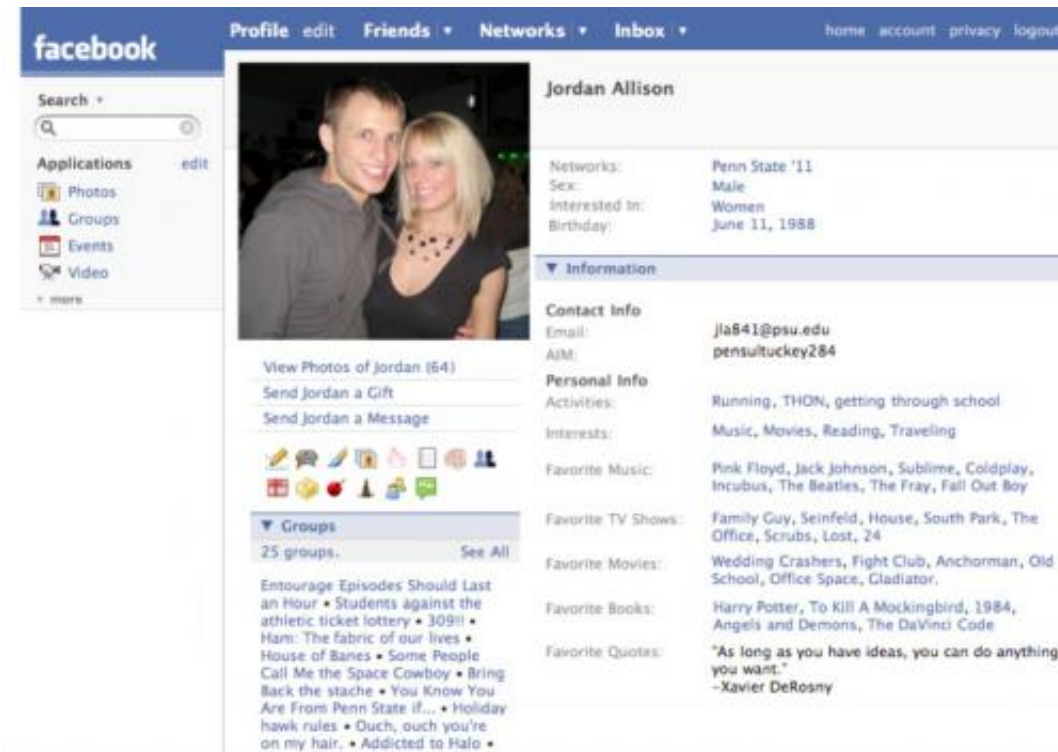 facebook
Profile edit Friends Networks Inbox
home account privacy logout
Search
Applications edit
Photos
Groups
Events
Video
more
View Photos of Jordan (64)
Send Jordan a Gift
Send Jordan a Message
Groups
25 groups. See All
Entourage Episodes Should Last
an Hour • Students against the
athletic ticket lottery • 309!! •
Ham: The fabric of our lives •
House of Banes • Some People
Call Me the Space Cowboy • Bring
Back the stache • You Know You
Are From Penn State if... • Holiday
hawk rules • Ouch, ouch you're
on my hair. • Addicted to Halo •
Jordan Allison
Networks: Penn State '11
Sex: Male
Interested In: Women
Birthday: June 11, 1988
Information
Contact Info
Email: jla841@psu.edu
AIM: pensultuckey284
Personal Info
Activities: Running, THON, getting through school
Interests: Music, Movies, Reading, Traveling
Favorite Music: Pink Floyd, Jack Johnson, Sublime, Coldplay,
Incubus, The Beatles, The Fray, Fall Out Boy
Favorite TV Shows: Family Guy, Seinfeld, House, South Park, The
Office, Scrubs, Lost, 24
Favorite Movies: Wedding Crashers, Fight Club, Anchorman, Old
School, Office Space, Gladiator.
Favorite Books: Harry Potter, To Kill A Mockingbird, 1984,
Angels and Demons, The DaVinci Code
Favorite Quotes: "As long as you have ideas, you can do anything
you want."
–Xavier DeRosny